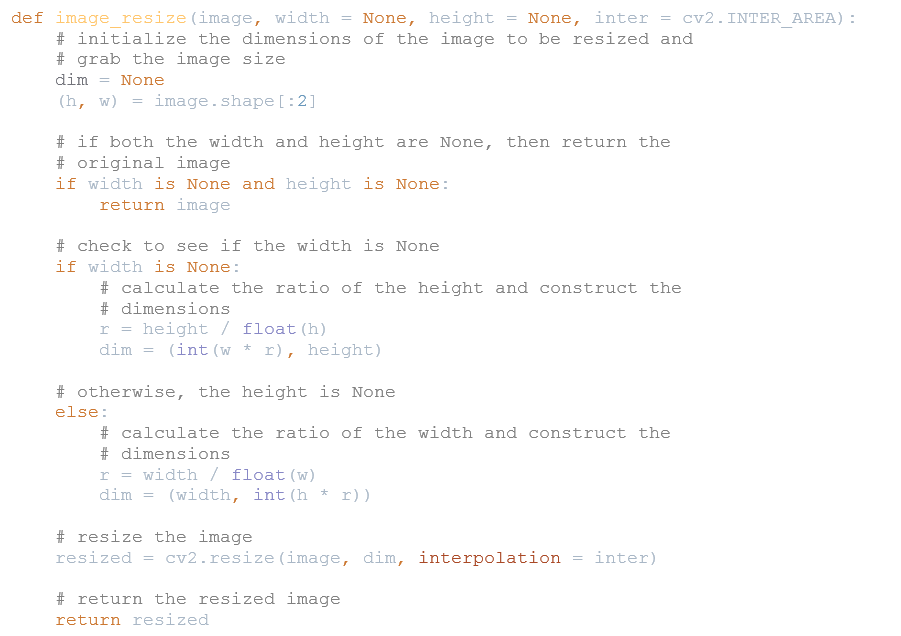 def image_resize(image, width = None, height = None, inter = cv2.INTER_AREA):
    # initialize the dimensions of the image to be resized and
    # grab the image size
    dim = None
    (h, w) = image.shape[:2]

    # if both the width and height are None, then return the
    # original image
    if width is None and height is None:
        return image

    # check to see if the width is None
    if width is None:
        # calculate the ratio of the height and construct the
        # dimensions
        r = height / float(h)
        dim = (int(w * r), height)

    # otherwise, the height is None
    else:
        # calculate the ratio of the width and construct the
        # dimensions
        r = width / float(w)
        dim = (width, int(h * r))

    # resize the image
    resized = cv2.resize(image, dim, interpolation = inter)

    # return the resized image
    return resized